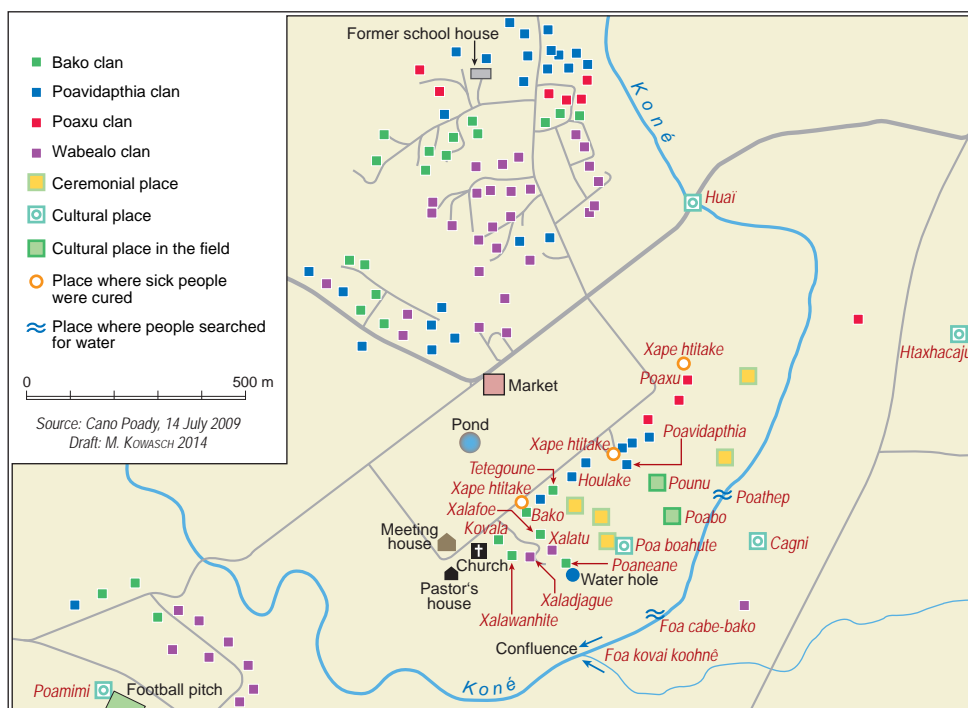 Bako clan
Poavidapthia clan
Poaxu clan
Wabealo clan
Ceremonial place
Cultural place
Cultural place in the field
Place where sick people
were cured
Place where people searched
for water
0 500 m
Source: Cano Poady, 14 July 2009
Draft: M. KOWASCH 2014
Former school house
Koné
Huaï
Htaxhacaju
Xape htitake
Poaxu
Market
Pond
Poavidapthia
Xape htitake
Tetegoune
Houlake
Pounu
Xape htitake
Poathep
Xalafoe
Bako
Poabo
Kovala
Meeting
house
Xalatu
Poa boahute
Cagni
Church
Poaneane
Pastor's
house
Water hole
Xaladjague
Xalawanhite
Foa cabe-bako
Confluence
Foa kovai koohnê
Koné
Poamimi
Football pitch